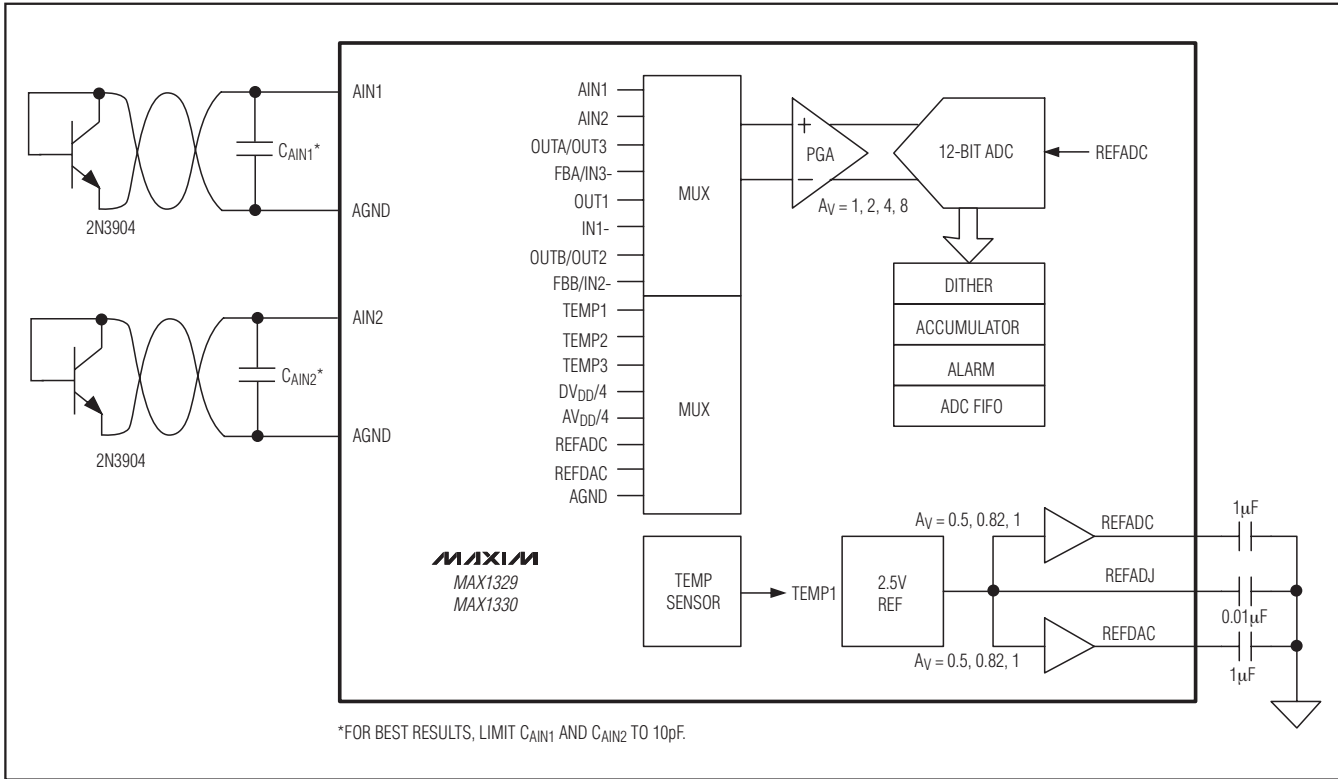 AIN1
CAIN1*
AGND
2N3904
AIN2
CAIN2*
AGND
2N3904
AIN1
AIN2
OUTA/OUT3
FBA/IN3-
OUT1
IN1-
OUTB/OUT2
FBB/IN2-
MUX
TEMP1
TEMP2
TEMP3
DVDD/4
AVDD/4
REFADC
REFDAC
AGND
MUX
+
PGA
−
AV = 1, 2, 4, 8
12-BIT ADC
REFADC
DITHER
ACCUMULATOR
ALARM
ADC FIFO
MAXIM
MAX1329
MAX1330
TEMP
SENSOR
TEMP1
2.5V
REF
AV = 0.5, 0.82, 1
REFADC
1µF
REFADJ
0.01µF
REFDAC
AV = 0.5, 0.82, 1
1µF
*FOR BEST RESULTS, LIMIT CAIN1 AND CAIN2 TO 10pF.